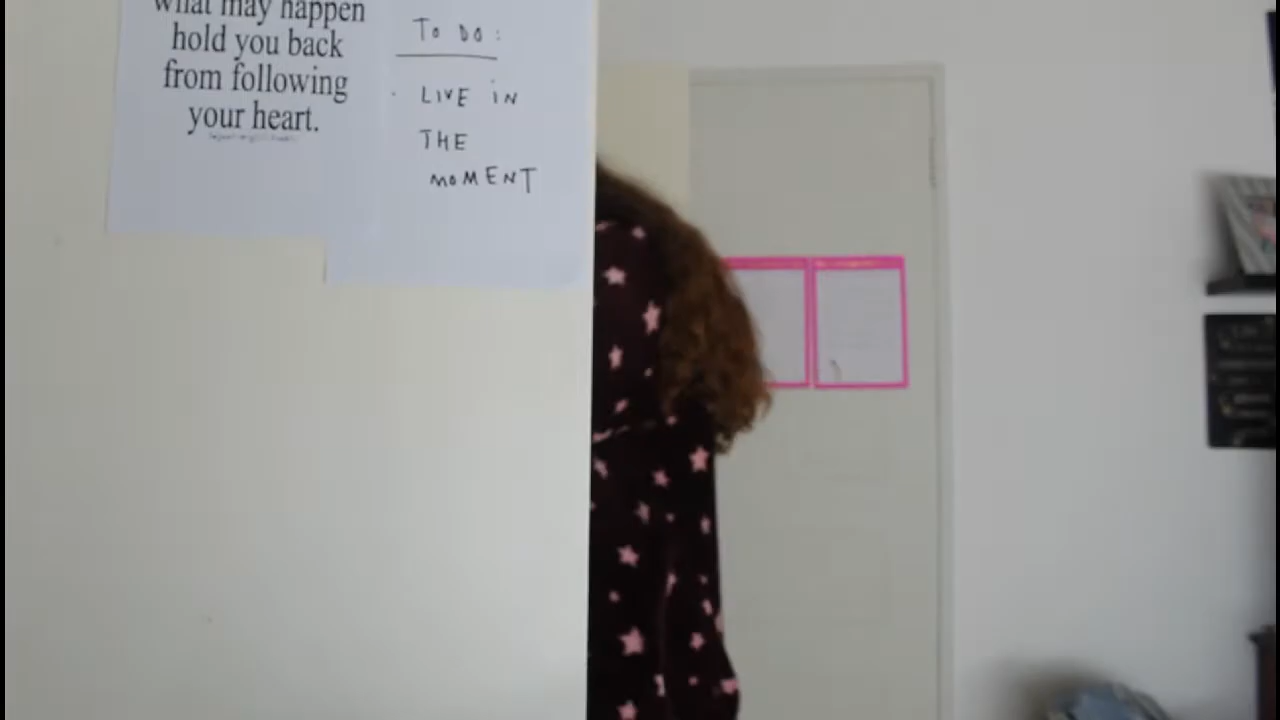 what may happen
hold you back
from following
your heart.
TO DO:
LIVE IN
THE
MOMENT